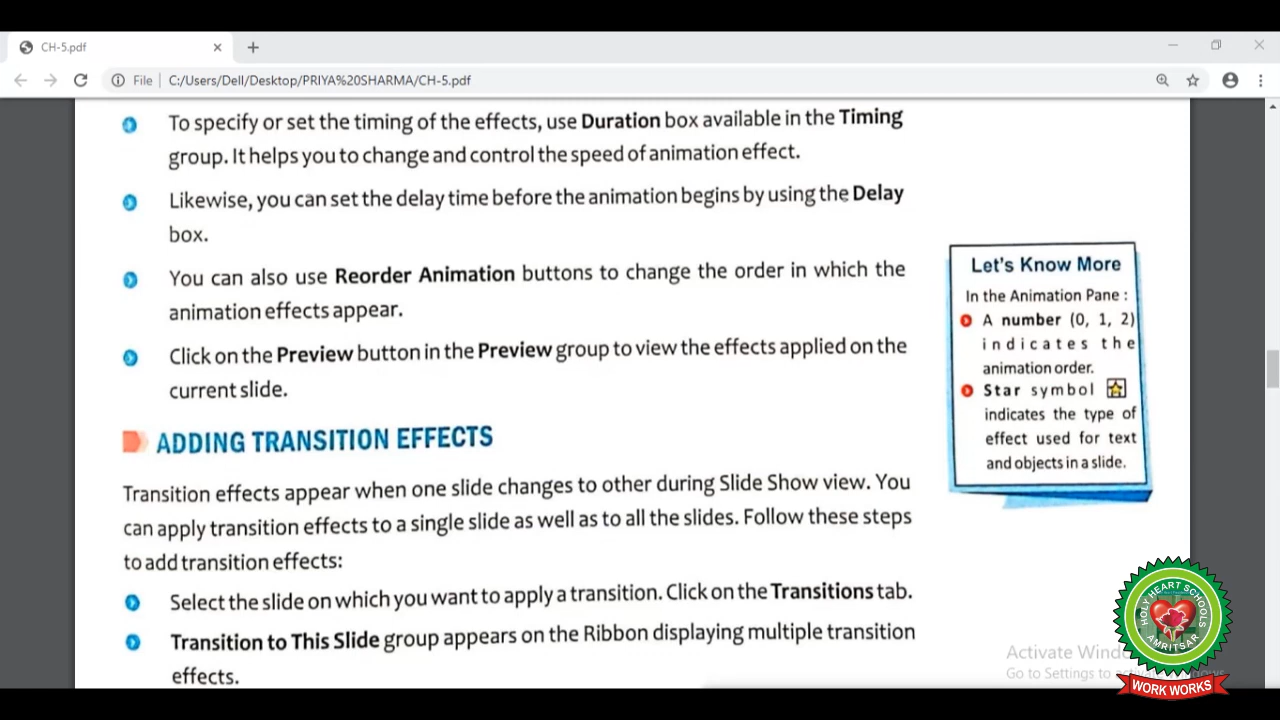 CH-5.pdf
File
C:/Users/Dell/Desktop/PRIYA%20SHARMA/CH-5.pdf
To specify or set the timing of the effects, use Duration box available in the Timing
group. It helps you to change and control the speed of animation effect.
Likewise, you can set the delay time before the animation begins by using the Delay
box.
You can also use Reorder Animation buttons to change the order in which the
animation effects appear.
Click on the Preview button in the Preview group to view the effects applied on the
current slide.
Let's Know More
In the Animation Pane :
A number (0, 1, 2)
indicates the
animation order.
Star symbol
indicates the type of
effect used for text
and objects in a slide.
ADDING TRANSITION EFFECTS
Transition effects appear when one slide changes to other during Slide Show view. You
can apply transition effects to a single slide as well as to all the slides. Follow these steps
to add transition effects:
Select the slide on which you want to apply a transition. Click on the Transitions tab.
Transition to This Slide group appears on the Ribbon displaying multiple transition
effects.
Activate Wind
Go to Settings to
HOLY HEART SCHOOLS
AMRITSAR
WORK WORKS